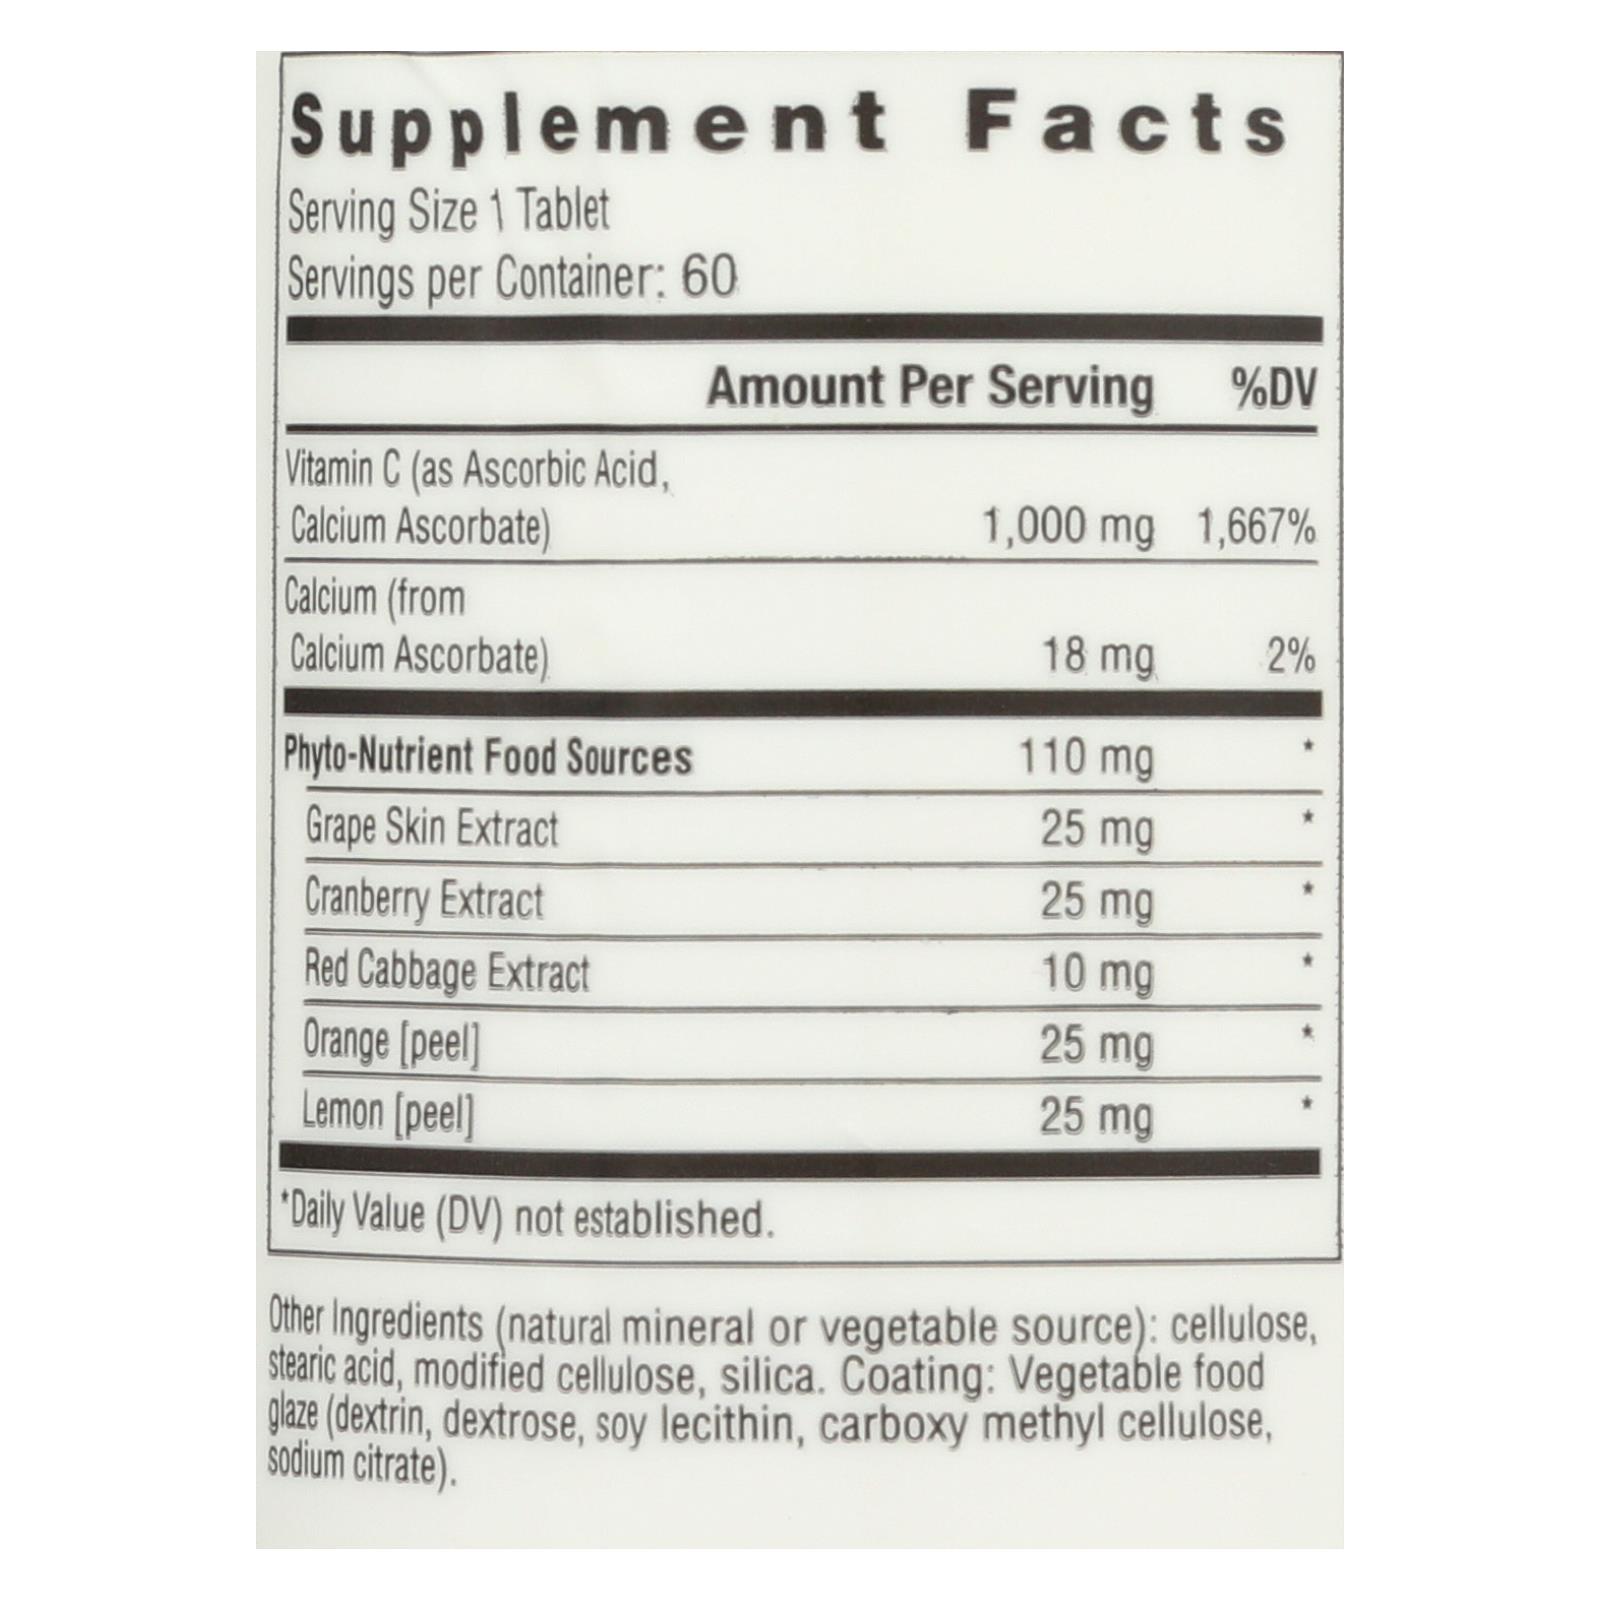 Supplement Facts
Serving Size 1 Tablet
Servings per Container: 60
Amount Per Serving %DV
Vitamin C (as Ascorbic Acid,
Calcium Ascorbate) 1,000 mg 1,667%
Calcium (from
Calcium Ascorbate) 18 mg 2%
Phyto-Nutrient Food Sources 110 mg *
Grape Skin Extract 25 mg *
Cranberry Extract 25 mg *
Red Cabbage Extract 10 mg *
Orange [peel] 25 mg *
Lemon [peel] 25 mg *
*Daily Value (DV) not established.
Other Ingredients (natural mineral or vegetable source): cellulose,
stearic acid, modified cellulose, silica. Coating: Vegetable food
glaze (dextrin, dextrose, soy lecithin, carboxy methyl cellulose,
sodium citrate).